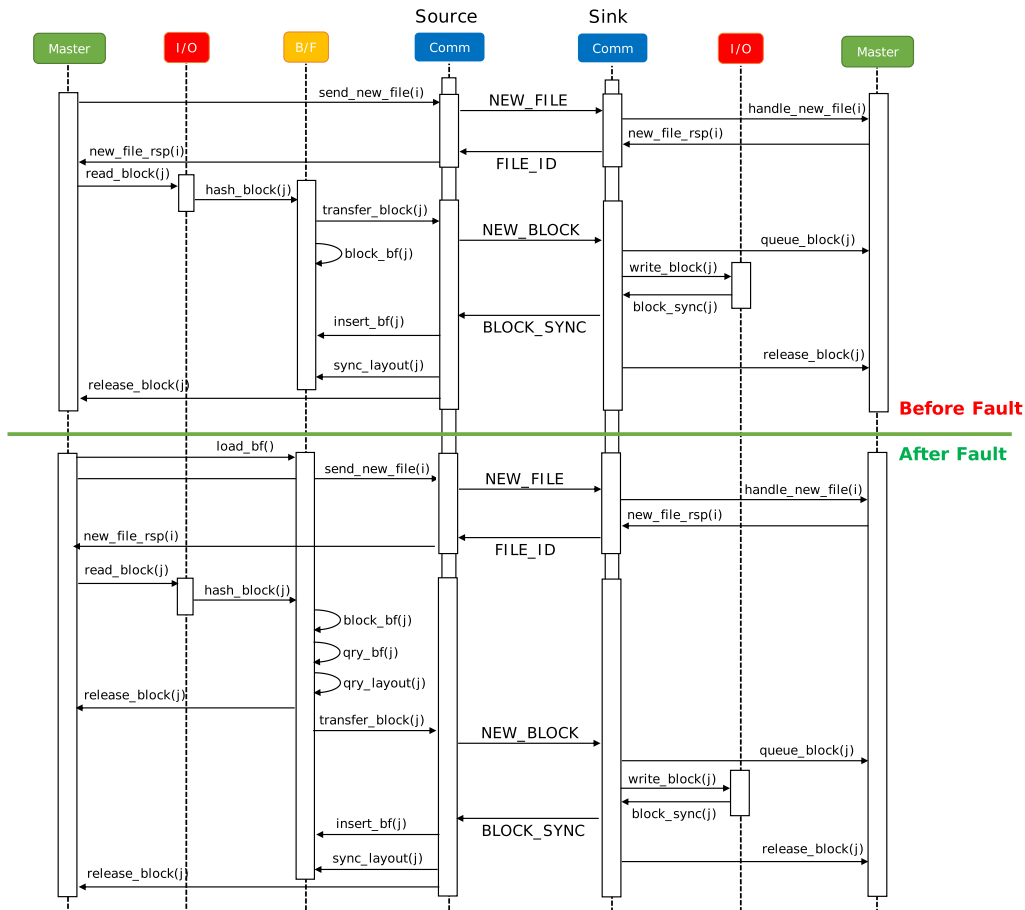 Source Sink
Master I/O B/F Comm Comm I/O Master
send_new_file(i)
NEW_FILE
handle_new_file(i)
new_file_rsp(i)
new_file_rsp(i)
FILE_ID
read_block(j)
hash_block(j)
transfer_block(j)
NEW_BLOCK
queue_block(j)
block_bf(j)
write_block(j)
block_sync(j)
insert_bf(j)
BLOCK_SYNC
release_block(j)
sync_layout(j)
release_block(j)
Before Fault
After Fault
load_bf()
send_new_file(i)
NEW_FILE
handle_new_file(i)
new_file_rsp(i)
new_file_rsp(i)
FILE_ID
read_block(j)
hash_block(j)
block_bf(j)
qry_bf(j)
qry_layout(j)
release_block(j)
transfer_block(j)
NEW_BLOCK
queue_block(j)
write_block(j)
block_sync(j)
insert_bf(j)
BLOCK_SYNC
release_block(j)
sync_layout(j)
release_block(j)